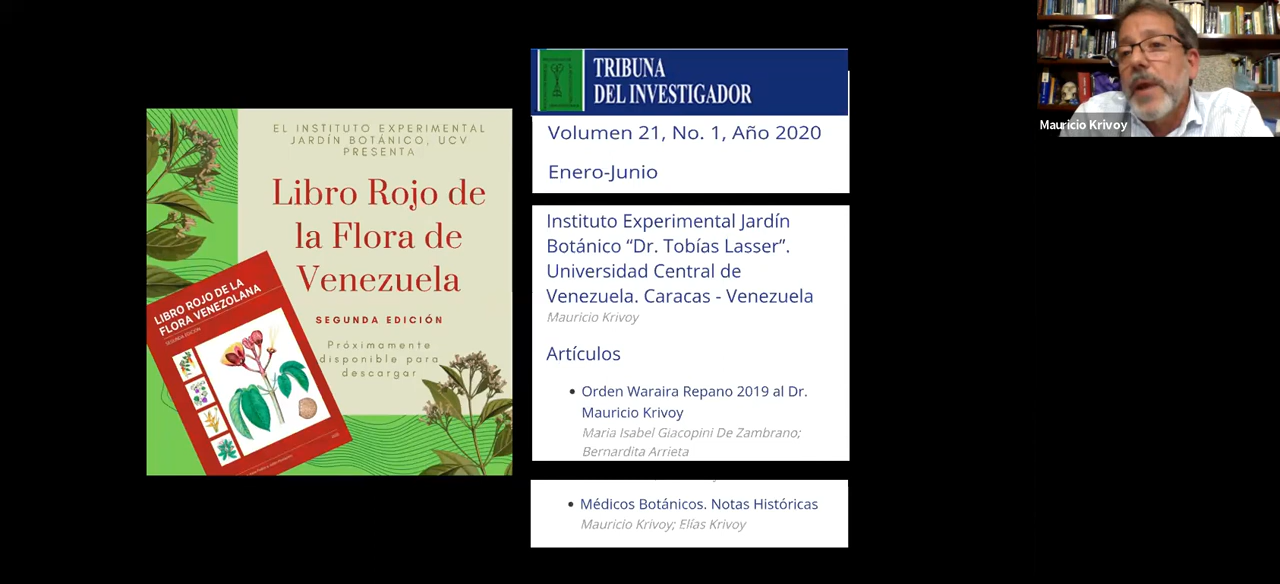 EL INSTITUTO EXPERIMENTAL
JARDÍN BOTÁNICO, UCV
PRESENTA
Libro Rojo de
la Flora de
Venezuela
SEGUNDA EDICIÓN
Próximamente
disponible para
descargar
LIBRO ROJO DE LA
FLORA VENEZOLANA
SEGUNDA EDICIÓN
TRIBUNA
DEL INVESTIGADOR
Volumen 21, No. 1, Año 2020
Enero-Junio
Instituto Experimental Jardín
Botánico “Dr. Tobías Lasser”.
Universidad Central de
Venezuela. Caracas - Venezuela
Mauricio Krivoy
Artículos
• Orden Waraira Repano 2019 al Dr.
Mauricio Krivoy
Maria Isabel Giacopini De Zambrano;
Bernardita Arrieta
• Médicos Botánicos. Notas Históricas
Mauricio Krivoy; Elías Krivoy
Mauricio Krivoy